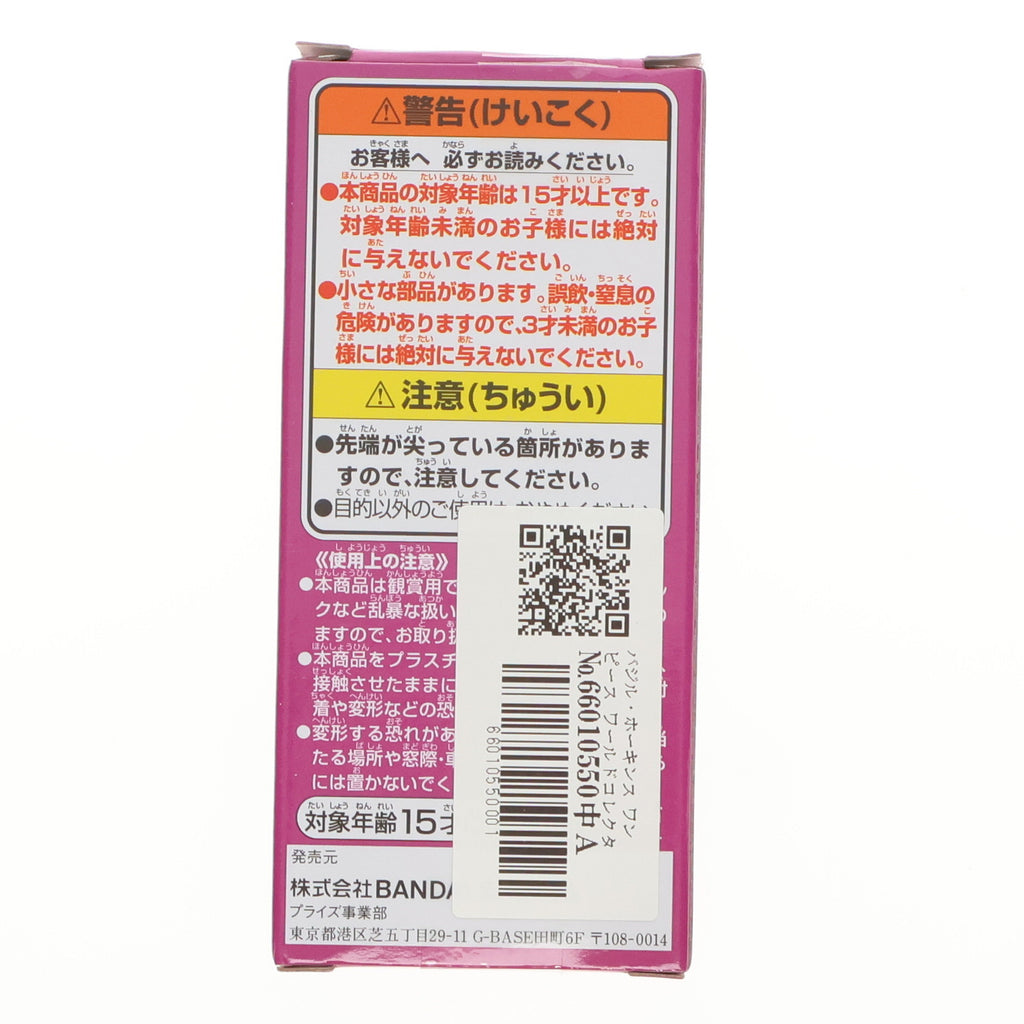 ⚠警告(けいこく)
お客様へ 必ずお読みください。
●本商品の対象年齢は15才以上です。
対象年齢未満のお子様には絶対
に与えないでください。
●小さな部品があります。誤飲・窒息の
危険がありますので、3才未満のお子
様には絶対に与えないでください。
⚠注意(ちゅうい)
●先端が尖っている箇所がありま
すので、注意してください。
●目的以外のご使用は
《使用上の注意》
●本商品は観賞用で
クなど乱暴な扱い
ますので、お取り扱
●本商品をプラスチ
接触させたままに
着や変形などの恐
●変形する恐れがあ
たる場所や窓際・車
には置かないでく
対象年齢15才
発売元
株式会社BANDA
プライズ事業部
東京都港区芝五丁目29-11 G-BASE田町6F 〒108-0014
バジル・ホーキンス ワン
ピース ワールドコレクタ
No.66010550中A
660105500001